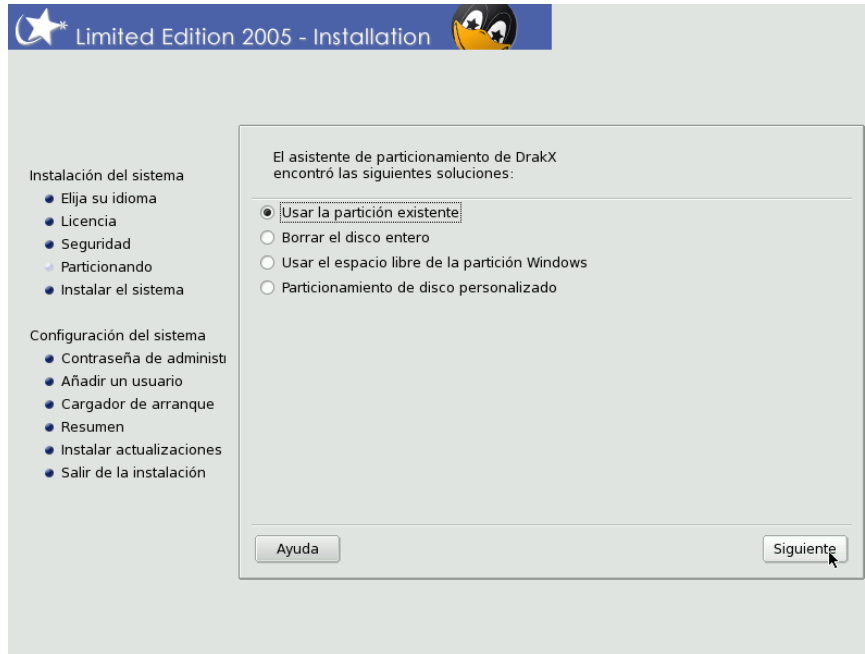 Limited Edition 2005 - Installation
Instalación del sistema
Elija su idioma
Licencia
Seguridad
Particionando
Instalar el sistema
Configuración del sistema
Contraseña de administr
Añadir un usuario
Cargador de arranque
Resumen
Instalar actualizaciones
Salir de la instalación
El asistente de particionamiento de DrakX
encontró las siguientes soluciones:
Usar la partición existente
Borrar el disco entero
Usar el espacio libre de la partición Windows
Particionamiento de disco personalizado
Ayuda
Siguiente